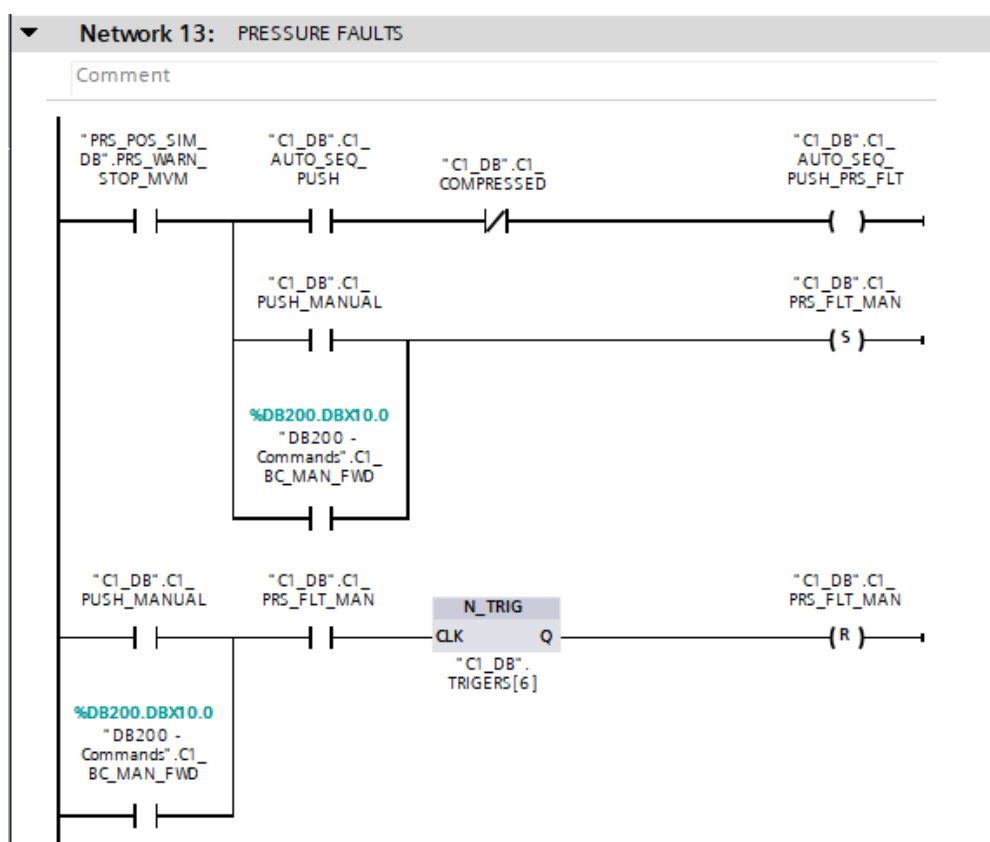 Network 13: PRESSURE FAULTS
Comment
"PRS_POS_SIM_
DB".PRS_WARN_
STOP_MVM
"C1_DB".C1_
AUTO_SEQ_
PUSH
"C1_DB".C1_
COMPRESSED
"C1_DB".C1_
AUTO_SEQ_
PUSH_PRS_FLT
"C1_DB".C1_
PUSH_MANUAL
"C1_DB".C1_
PRS_FLT_MAN
S
%DB200.DBX10.0
"DB200 -
Commands".C1_
BC_MAN_FWD
"C1_DB".C1_
PUSH_MANUAL
"C1_DB".C1_
PRS_FLT_MAN
N_TRIG
CLK Q
"C1_DB".
TRIGERS[6]
"C1_DB".C1_
PRS_FLT_MAN
R
%DB200.DBX10.0
"DB200 -
Commands".C1_
BC_MAN_FWD